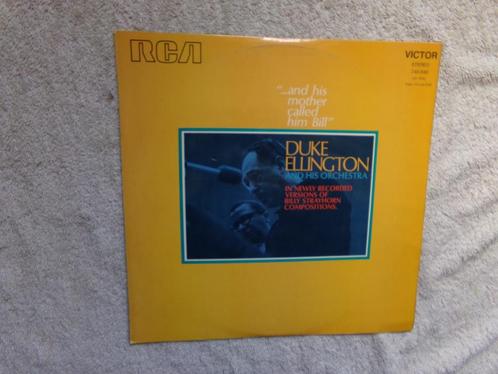 RCA
VICTOR
STEREO
"...and his
mother
called
him Bill"
DUKE
ELLINGTON
AND HIS ORCHESTRA
IN NEWLY RECORDED
VERSIONS OF
BILLY STRAYHORN
COMPOSITIONS.